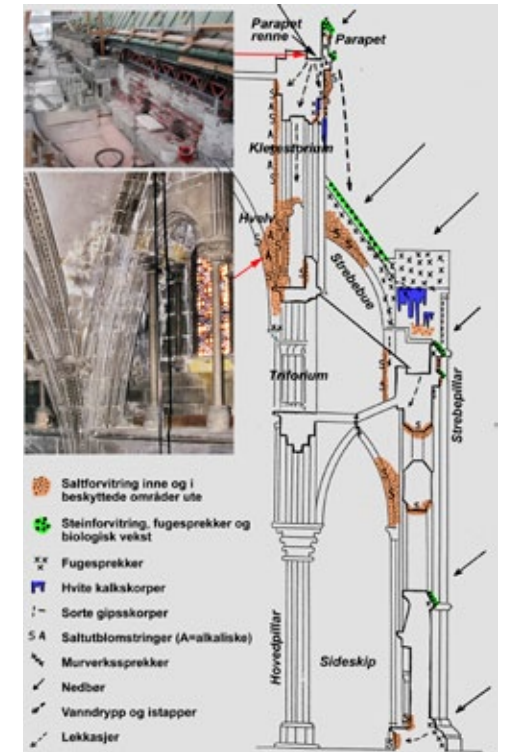 Parapet
renne
Parapet
Klerestorium
Hvelv
Strebebue
Triforium
Strebepillar
Hovedpillar
Sideskip
Saltforvitring inne og i
beskyttede områder ute
Steinforvitring, fugesprekker og
biologisk vekst
Fugesprekker
Hvite kalkskorper
Sorte gipsskorper
S A Saltutblomstringer (A=alkaliske)
Murverkssprekker
Nedbør
Vanndrypp og istapper
Lekkasjer